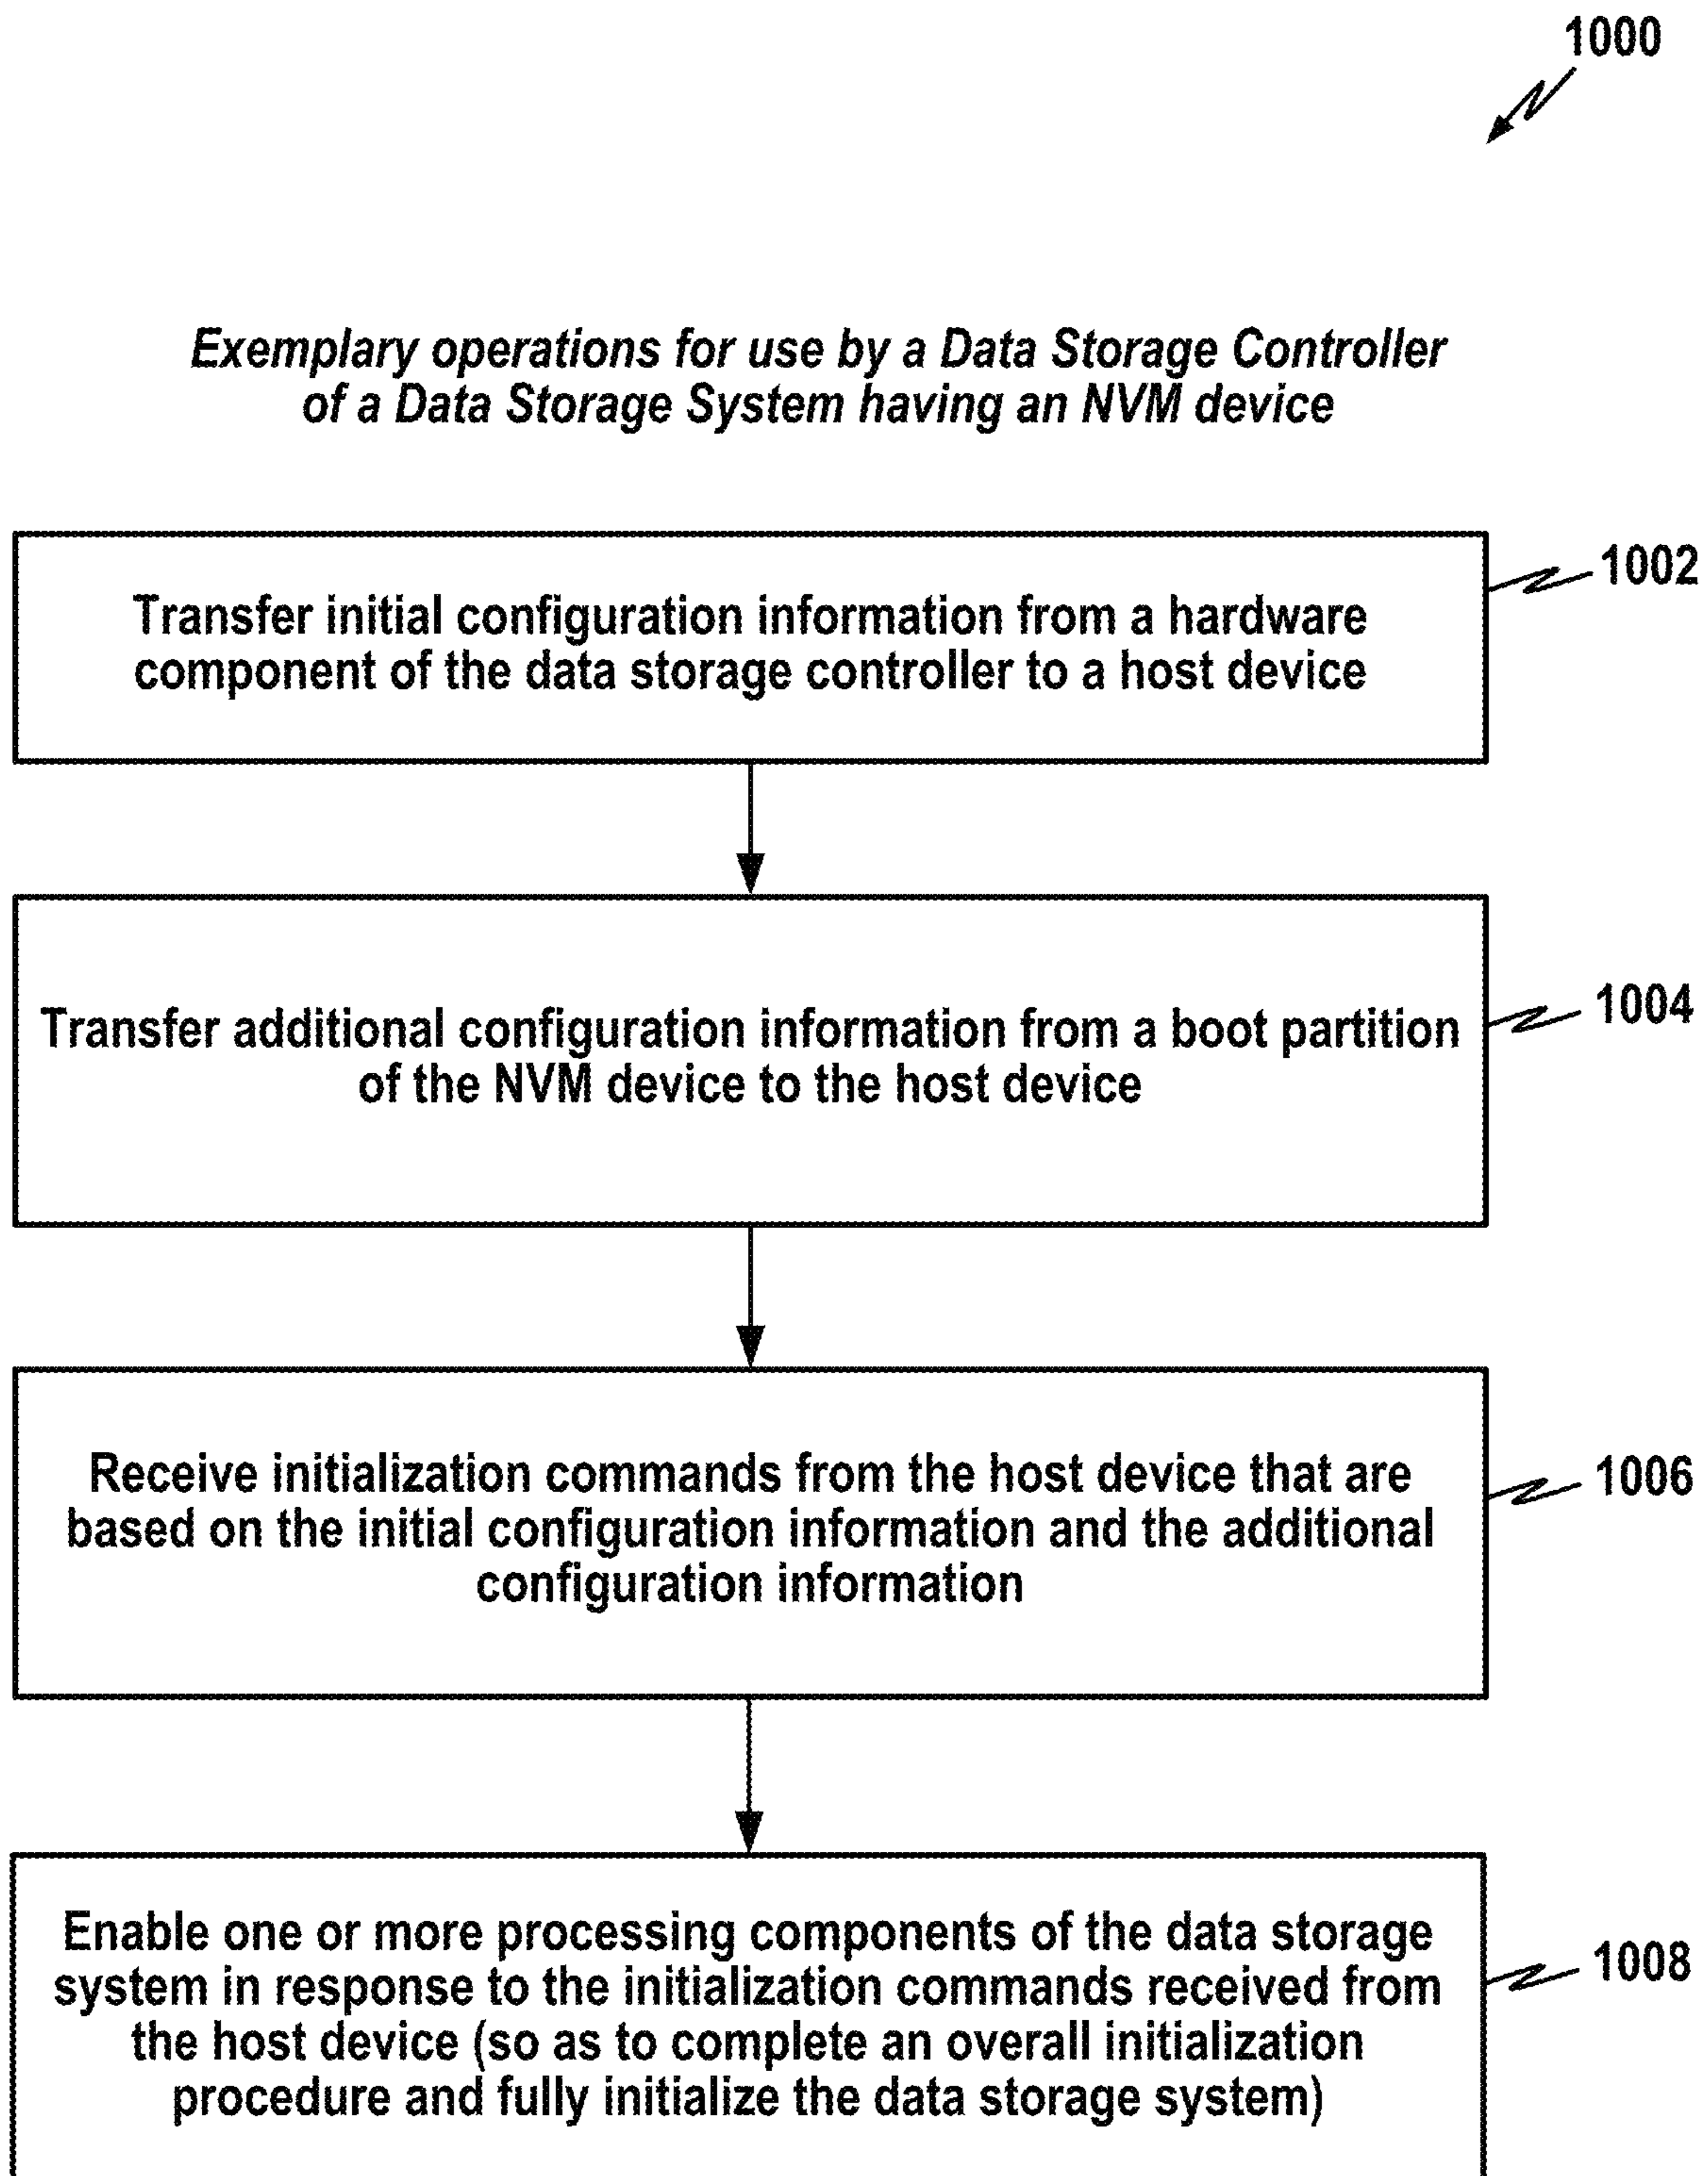 1000
Exemplary operations for use by a Data Storage Controller
of a Data Storage System having an NVM device
1002
Transfer initial configuration information from a hardware
component of the data storage controller to a host device
1004
Transfer additional configuration information from a boot partition
of the NVM device to the host device
1006
Receive initialization commands from the host device that are
based on the initial configuration information and the additional
configuration information
1008
Enable one or more processing components of the data storage
system in response to the initialization commands received from
the host device (so as to complete an overall initialization
procedure and fully initialize the data storage system)